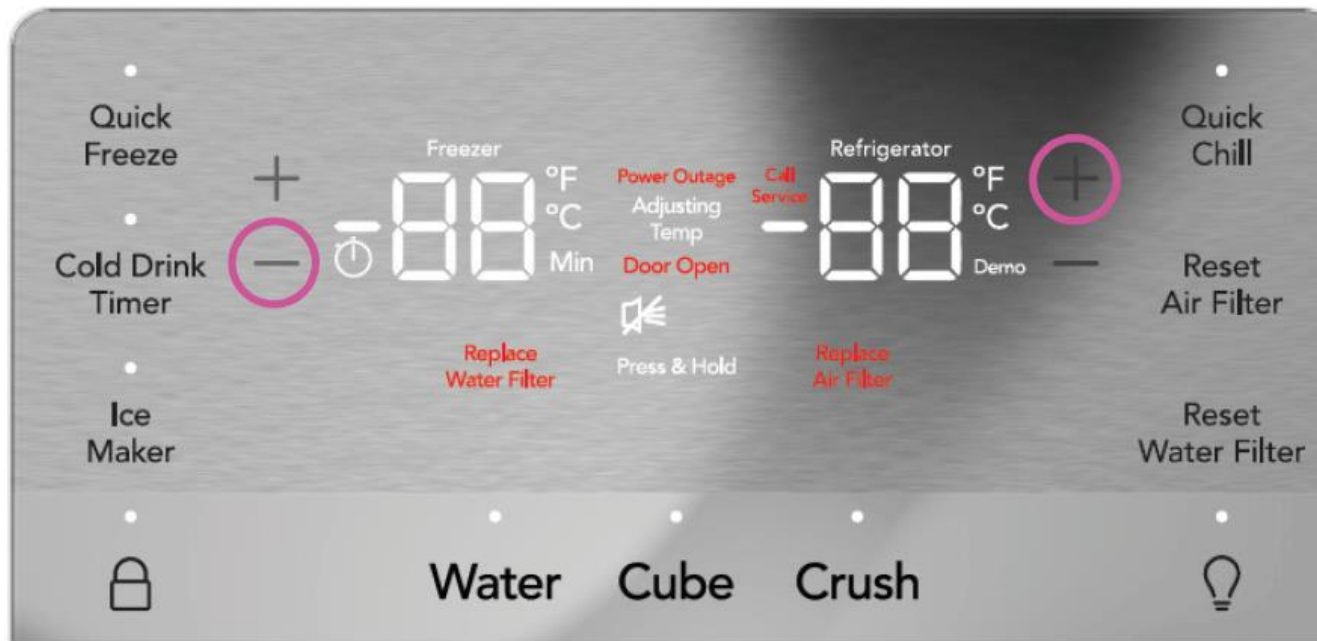 Quick
Freeze
Cold Drink
Timer
Ice
Maker
+
−
Freezer
-88
°F
°C
Min
Power Outage
Adjusting
Temp
Door Open
Press & Hold
Call
Service
Refrigerator
-88
°F
°C
Demo
+
−
Replace
Water Filter
Replace
Air Filter
Quick
Chill
Reset
Air Filter
Reset
Water Filter
Water
Cube
Crush